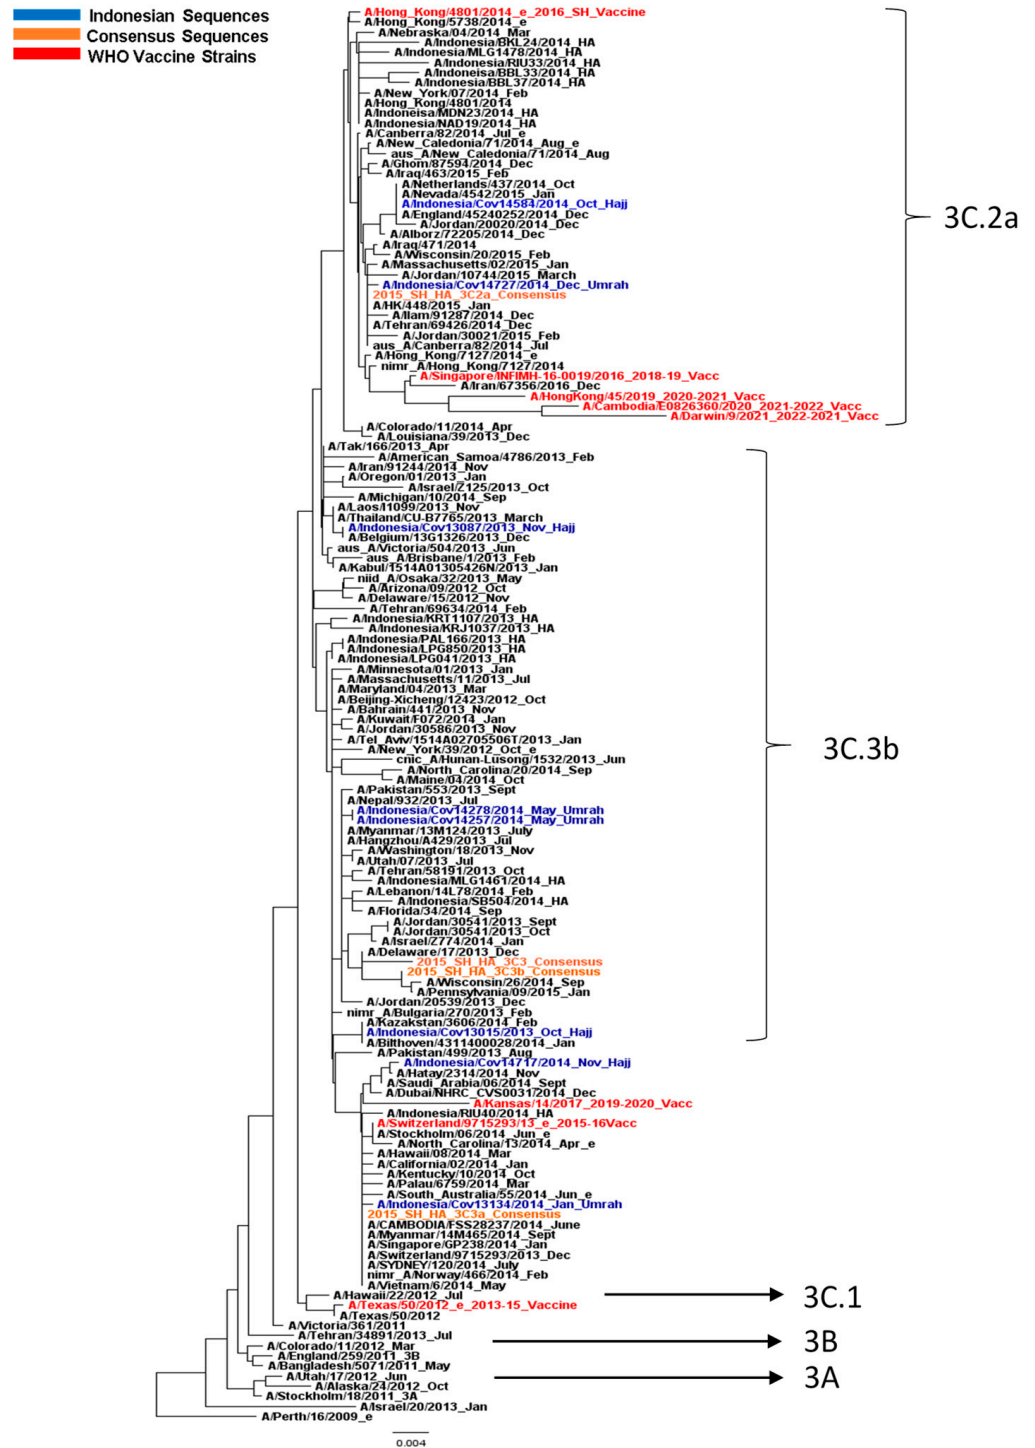 Indonesian Sequences
Consensus Sequences
WHO Vaccine Strains
A/Hong_Kong/4801/2014_e_2016_SH_Vaccine
A/Hong_Kong/5738/2014_e
A/Nebraska/04/2014_Mar
A/Indonesia/BKL24/2014_HA
A/Indonesia/MLG1478/2014_HA
A/Indonesia/RIU33/2014_HA
A/Indoneisa/BBL33/2014_HA
A/Indonesia/BBL37/2014_HA
A/New_York/07/2014_Feb
A/Hong_Kong/4801/2014
A/Indoneisa/MDN23/2014_HA
A/Indonesia/NAD19/2014_HA
A/Canberra/82/2014_Jul_e
A/New_Caledonia/71/2014_Aug_e
aus_A/New_Caledonia/71/2014_Aug
A/Ghom/87594/2014_Dec
A/Iraq/463/2015_Feb
A/Netherlands/437/2014_Oct
A/Nevada/4542/2015_Jan
A/Indonesia/Cov14584/2014_Oct_Hajj
A/England/45240252/2014_Dec
A/Jordan/20020/2014_Dec
A/Alborz/72205/2014_Dec
A/Iraq/471/2014
A/Wisconsin/20/2015_Feb
A/Massachusetts/02/2015_Jan
A/Jordan/10744/2015_March
A/Indonesia/Cov14727/2014_Dec_Umrah
2015_SH_HA_3C2a_Consensus
A/HK/448/2015_Jan
A/Ilam/91287/2014_Dec
A/Tehran/69426/2014_Dec
A/Jordan/30021/2015_Feb
aus_A/Canberra/82/2014_Jul
A/Hong_Kong/7127/2014_e
nimr_A/Hong_Kong/7127/2014
A/Singapore/INFIMH-16-0019/2016_2018-19_Vacc
A/Iran/67356/2016_Dec
A/HongKong/45/2019_2020-2021_Vacc
A/Cambodia/E0826360/2020_2021-2022_Vacc
A/Darwin/9/2021_2022-2021_Vacc
3C.2a
A/Colorado/11/2014_Apr
A/Louisiana/39/2013_Dec
A/Tak/166/2013_Apr
A/American_Samoa/4786/2013_Feb
A/Iran/91244/2014_Nov
A/Oregon/01/2013_Jan
A/Israel/Z125/2013_Oct
A/Michigan/10/2014_Sep
A/Laos/I1099/2013_Nov
A/Thailand/CU-B7765/2013_March
A/Indonesia/Cov13087/2013_Nov_Hajj
A/Belgium/13G1326/2013_Dec
aus_A/Victoria/504/2013_Jun
aus_A/Brisbane/1/2013_Feb
A/Kabul/1514A01305426N/2013_Jan
niid_A/Osaka/32/2013_May
A/Arizona/09/2012_Oct
A/Delaware/15/2012_Nov
A/Tehran/69634/2014_Feb
A/Indonesia/KRT1107/2013_HA
A/Indonesia/KRJ1037/2013_HA
A/Indonesia/PAL166/2013_HA
A/Indonesia/LPG850/2013_HA
A/Indonesia/LPG041/2013_HA
A/Minnesota/01/2013_Jan
A/Massachusetts/11/2013_Jul
A/Maryland/04/2013_Mar
A/Beijing-Xicheng/12423/2012_Oct
A/Bahrain/441/2013_Nov
A/Kuwait/F072/2014_Jan
A/Jordan/30586/2013_Nov
A/Tel_Aviv/1514A02705506T/2013_Jan
A/New_York/39/2012_Oct_e
cnic_A/Hunan-Lusong/1532/2013_Jun
A/North_Carolina/20/2014_Sep
A/Maine/04/2014_Oct
3C.3b
A/Pakistan/553/2013_Sept
A/Nepal/932/2013_Jul
A/Indonesia/Cov14278/2014_May_Umrah
A/Indonesia/Cov14257/2014_May_Umrah
A/Myanmar/13M124/2013_July
A/Hangzhou/A429/2013_Jul
A/Washington/18/2013_Nov
A/Utah/07/2013_Jul
A/Tehran/58191/2013_Oct
A/Indonesia/MLG1461/2014_HA
A/Lebanon/14L78/2014_Feb
A/Indonesia/SB504/2014_HA
A/Florida/34/2014_Sep
A/Jordan/30541/2013_Sept
A/Jordan/30541/2013_Oct
A/Israel/Z774/2014_Jan
A/Delaware/17/2013_Dec
2015_SH_HA_3C3_Consensus
2015_SH_HA_3C3b_Consensus
A/Wisconsin/26/2014_Sep
A/Pennsylvania/09/2015_Jan
A/Jordan/20539/2013_Dec
nimr_A/Bulgaria/270/2013_Feb
A/Kazakstan/3606/2014_Feb
A/Indonesia/Cov13015/2013_Oct_Hajj
A/Bilthoven/4311400028/2014_Jan
A/Pakistan/499/2013_Aug
A/Indonesia/Cov14717/2014_Nov_Hajj
A/Hatay/2314/2014_Nov
A/Saudi_Arabia/06/2014_Sept
A/Dubai/NHRC_CVS0031/2014_Dec
A/Kansas/14/2017_2019-2020_Vacc
A/Indonesia/RIU40/2014_HA
A/Switzerland/9715293/13_e_2015-16Vacc
A/Stockholm/06/2014_Jun_e
A/North_Carolina/13/2014_Apr_e
A/Hawaii/08/2014_Mar
A/California/02/2014_Jan
A/Kentucky/10/2014_Oct
A/Palau/6759/2014_Mar
A/South_Australia/55/2014_Jun_e
A/Indonesia/Cov13134/2014_Jan_Umrah
2015_SH_HA_3C3a_Consensus
A/CAMBODIA/FSS28237/2014_June
A/Myanmar/14M465/2014_Sept
A/Singapore/GP238/2014_Jan
A/Switzerland/9715293/2013_Dec
A/SYDNEY/120/2014_July
nimr_A/Norway/466/2014_Feb
A/Vietnam/6/2014_May
A/Hawaii/22/2012_Jul
3C.1
A/Texas/50/2012_e_2013-15_Vaccine
A/Texas/50/2012
A/Victoria/361/2011
A/Tehran/34891/2013_Jul
3B
A/Colorado/11/2012_Mar
A/England/259/2011_3B
A/Bangladesh/5071/2011_May
A/Utah/17/2012_Jun
3A
A/Alaska/24/2012_Oct
A/Stockholm/18/2011_3A
A/Israel/20/2013_Jan
A/Perth/16/2009_e
0.004